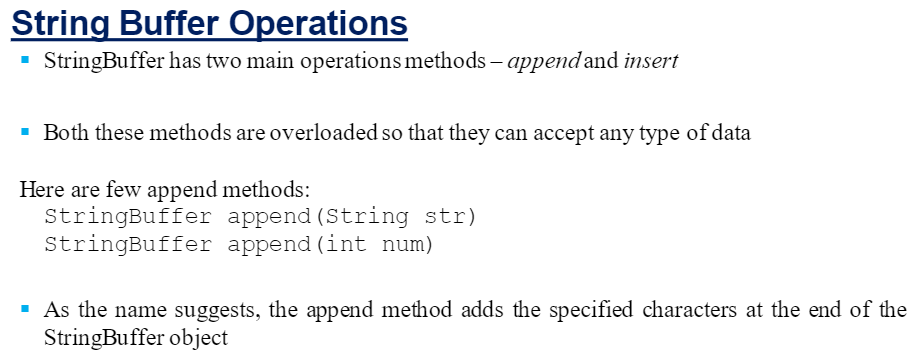 String Buffer Operations
▪ StringBuffer has two main operations methods – append and insert
▪ Both these methods are overloaded so that they can accept any type of data
Here are few append methods:
StringBuffer append(String str)
StringBuffer append(int num)
▪ As the name suggests, the append method adds the specified characters at the end of the
StringBuffer object